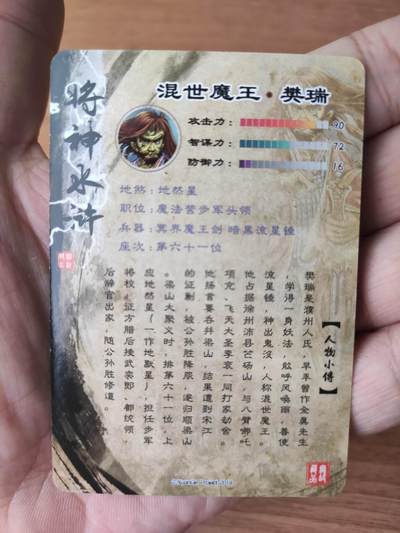 将神水浒
混世魔王·樊瑞
攻击力: 90
智谋力: 72
防御力: 16
地煞:地然星
职位:魔法营步军头领
兵器:冥界魔王剑 暗黑流星锤
座次:第六十一位
【人物小傳】
樊瑞是濮州人氏,早年曾作全真先生
,学得一身妖法,能呼风唤雨,善使
流星锤,神出鬼没,人称混世魔王。
他占据徐州沛县芒砀山,与八臂哪吒
项充、飞天大圣李衮一同打家劫舍。
他扬言要吞并梁山,结果遭到宋江
的征剿,被公孙胜降服,遂归顺梁山
。梁山大聚义时,排第六十一位,上
应地然星(一作地默星),担任步军
将校。征方腊后授武奕郎、都统领,
后辞官出家,随公孙胜修道。